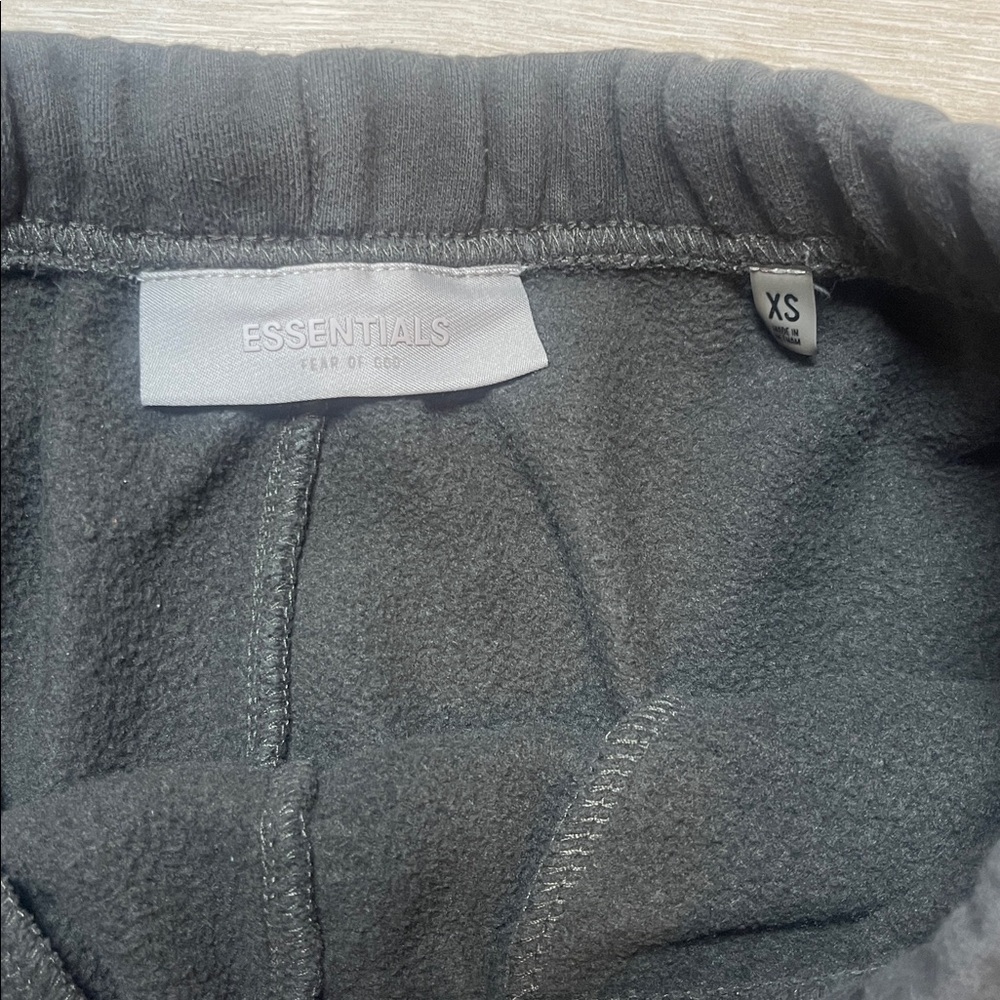 ESSENTIALS
FEAR OF GOD
XS
MADE IN